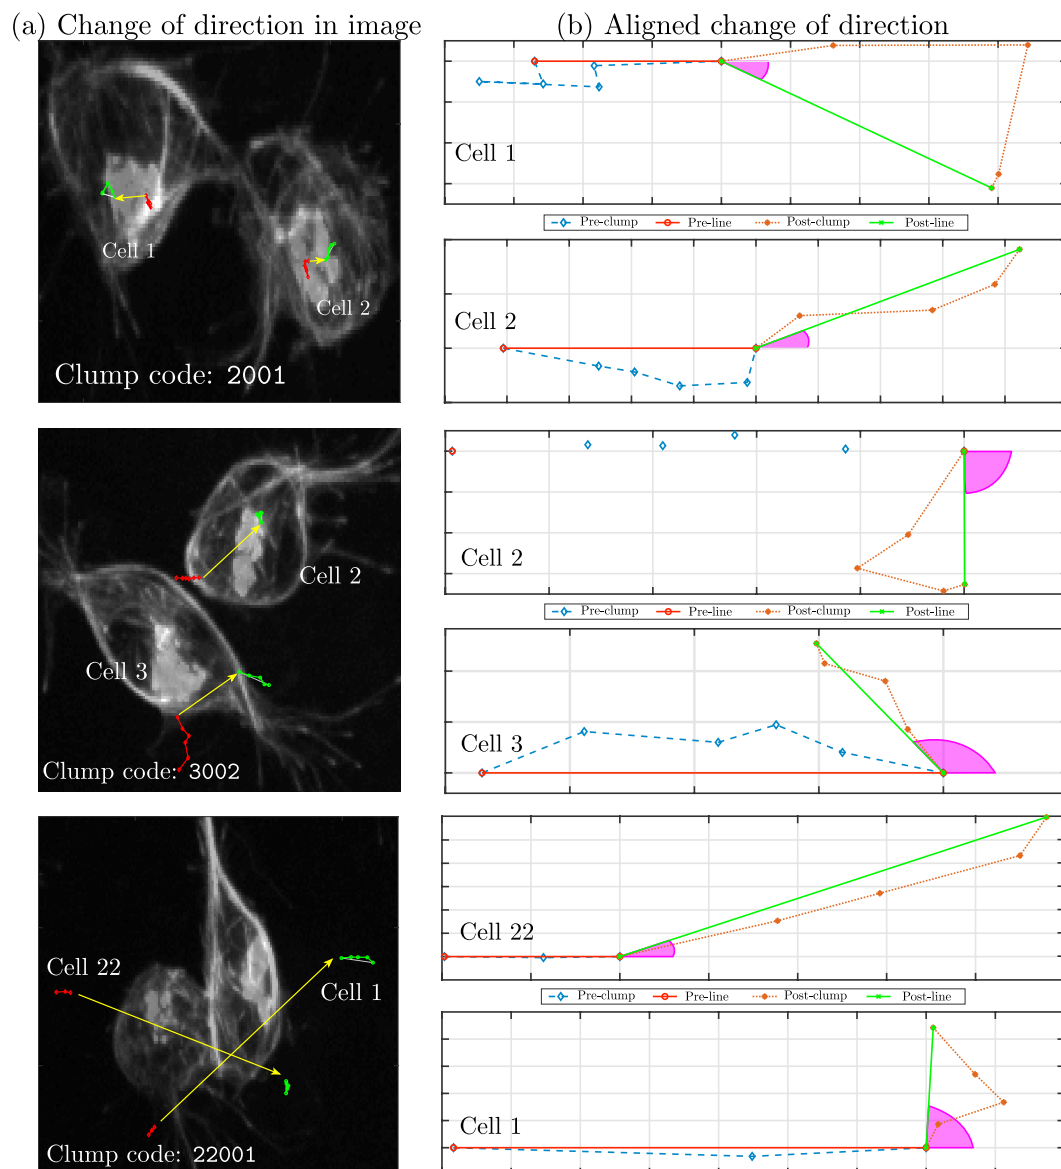 (a) Change of direction in image
(b) Aligned change of direction
Cell 1
Cell 2
Clump code: 2001
Cell 1
Pre-clump Pre-line Post-clump Post-line
Cell 2
Cell 2
Cell 3
Clump code: 3002
Cell 2
Pre-clump Pre-line Post-clump Post-line
Cell 3
Cell 22
Cell 1
Clump code: 22001
Cell 22
Pre-clump Pre-line Post-clump Post-line
Cell 1